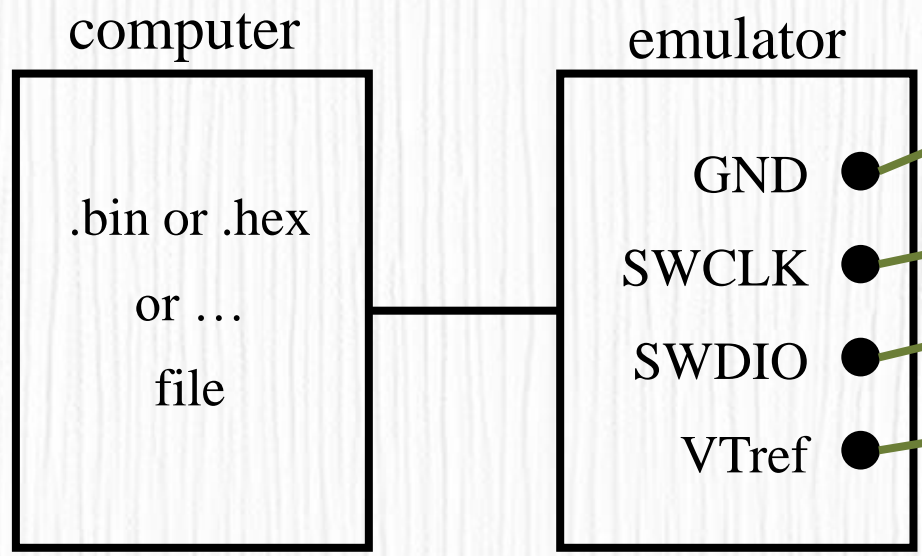 computer
.bin or .hex
or …
file
emulator
GND
SWCLK
SWDIO
VTref